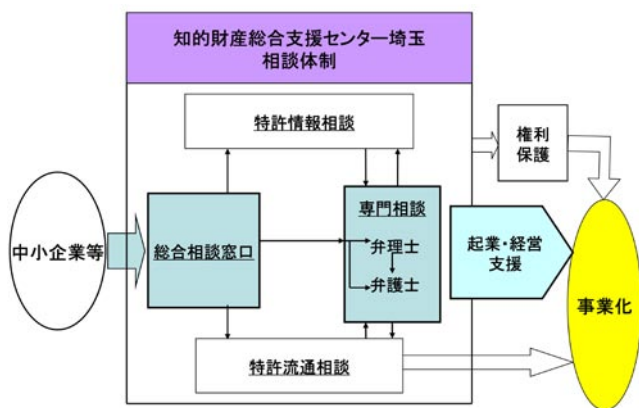 知的財産総合支援センター埼玉
相談体制
特許情報相談
権利
保護
中小企業等
総合相談窓口
専門相談
弁理士
弁護士
起業・経営
支援
事業化
特許流通相談